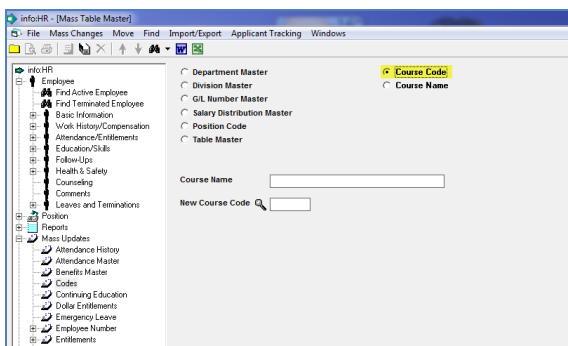 info:HR - [Mass Table Master]
File Mass Changes Move Find Import/Export Applicant Tracking Windows
info:HR
Employee
Find Active Employee
Find Terminated Employee
Basic Information
Work History/Compensation
Attendance/Entitlements
Education/Skills
Follow-Ups
Health & Safety
Counseling
Comments
Leaves and Terminations
Position
Reports
Mass Updates
Attendance History
Attendance Master
Benefits Master
Codes
Continuing Education
Dollar Entitlements
Emergency Leave
Employee Number
Entitlements
Department Master
Division Master
G/L Number Master
Salary Distribution Master
Position Code
Table Master
Course Code
Course Name
Course Name
New Course Code